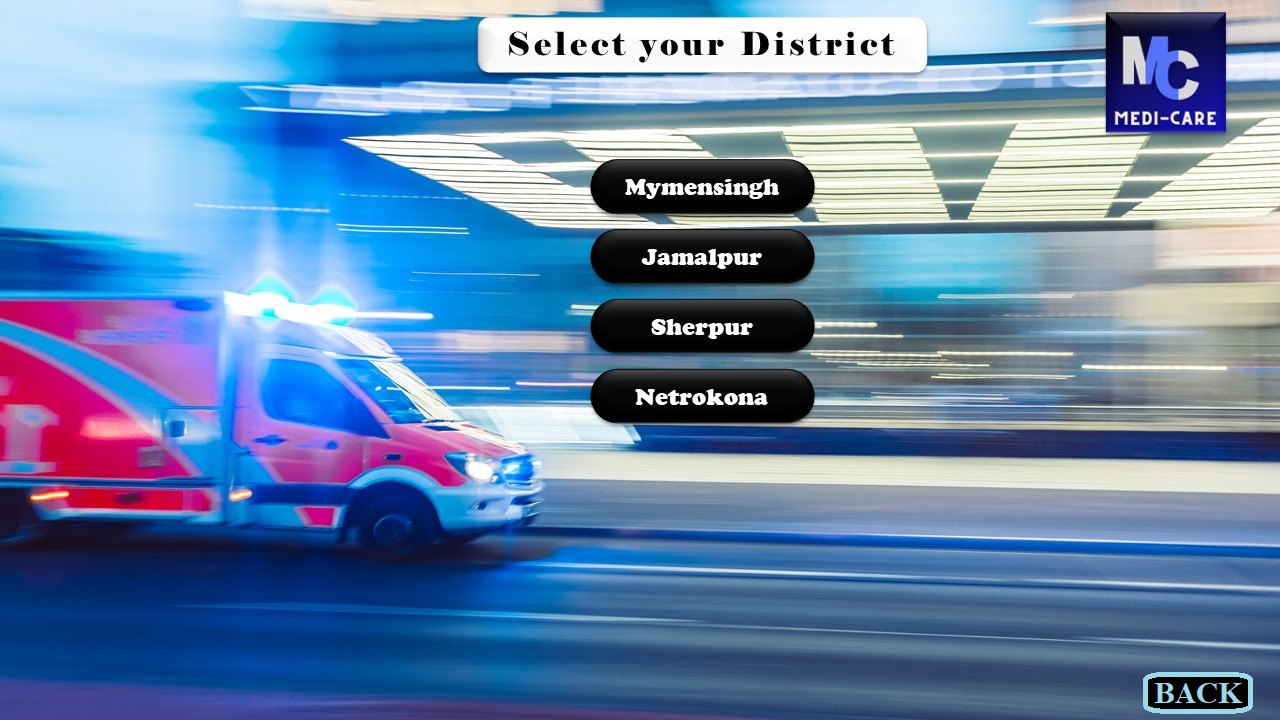 Select your District
MC
MEDI-CARE
Mymensingh
Jamalpur
Sherpur
Netrokona
BACK